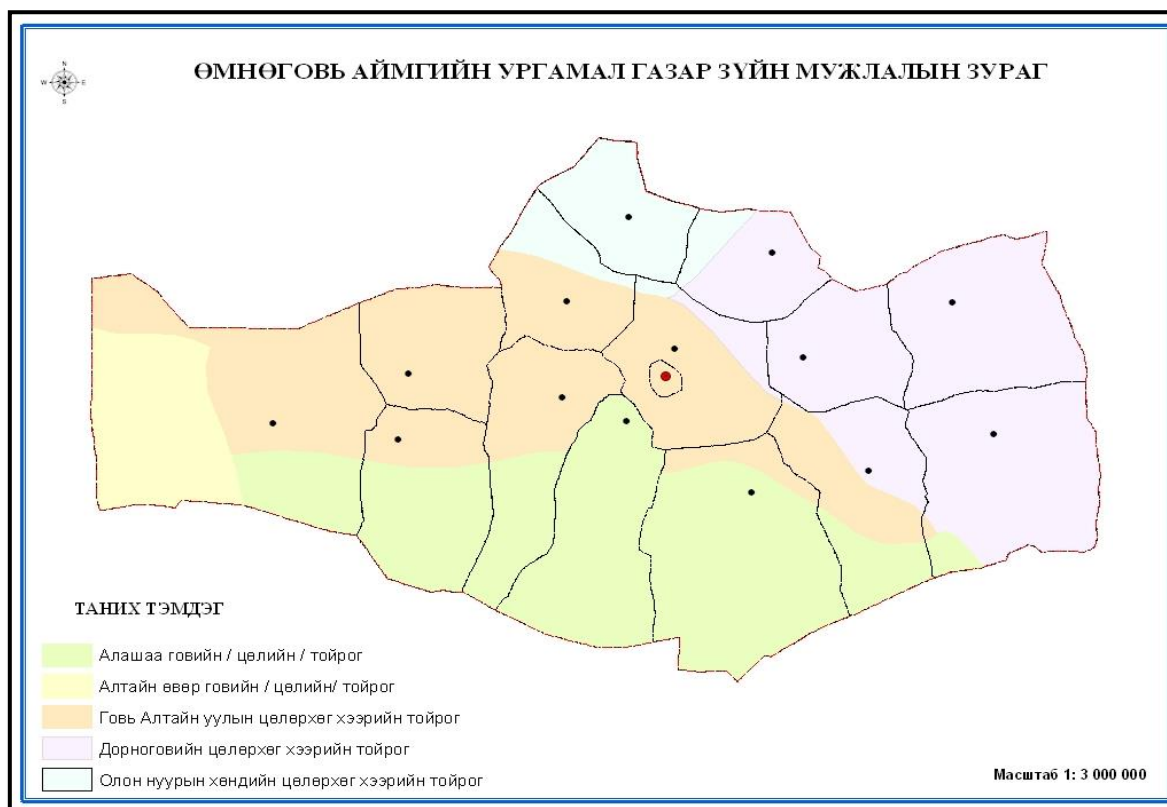 ӨМНӨГОВЬ АЙМГИЙН УРГАМАЛ ГАЗАР ЗҮЙН МУЖЛАЛЫН ЗУРАГ
N
W E
S
ТАНИХ ТЭМДЭГ
Алашаа говийн / цөлийн / тойрог
Алтайн өвөр говийн / цөлийн/ тойрог
Говь Алтайн уулын цөлөрхөг хээрийн тойрог
Дорноговийн цөлөрхөг хээрийн тойрог
Олон нуурын хөндийн цөлөрхөг хээрийн тойрог
Масштаб 1: 3 000 000